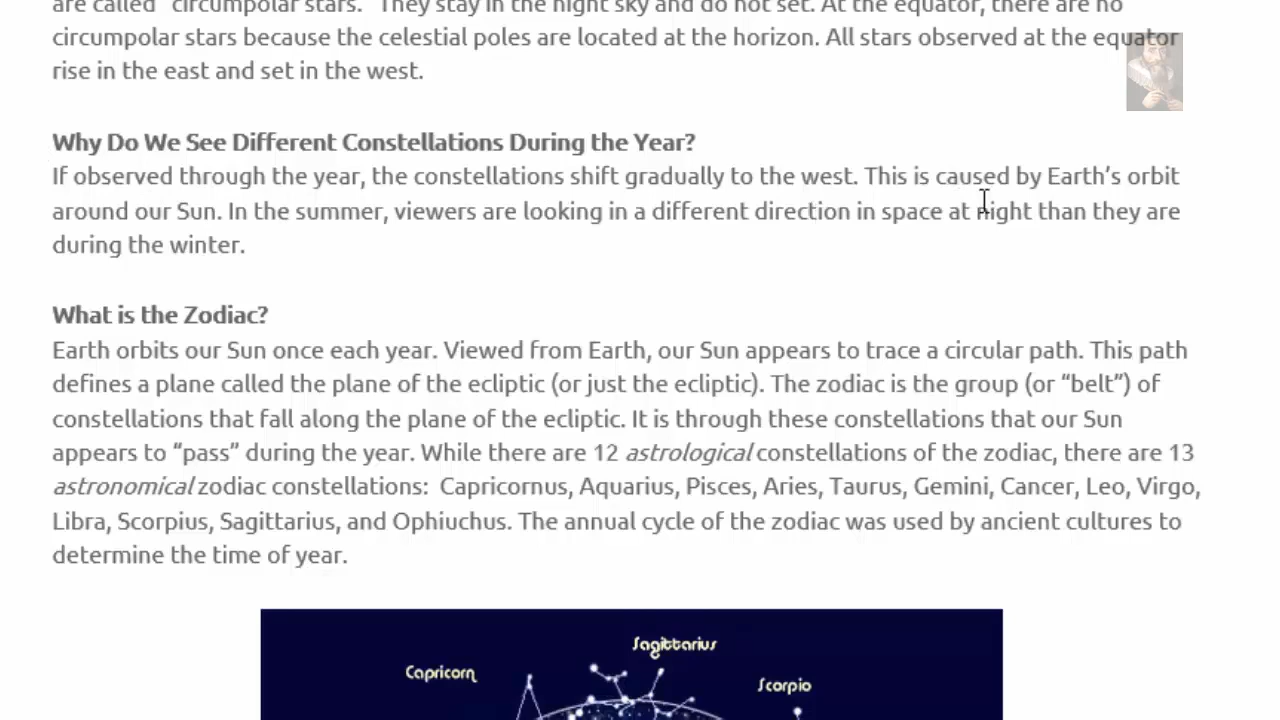 are called "circumpolar stars." They stay in the night sky and do not set. At the equator, there are no
circumpolar stars because the celestial poles are located at the horizon. All stars observed at the equator
rise in the east and set in the west.
Why Do We See Different Constellations During the Year?
If observed through the year, the constellations shift gradually to the west. This is caused by Earth’s orbit
around our Sun. In the summer, viewers are looking in a different direction in space at night than they are
during the winter.
What is the Zodiac?
Earth orbits our Sun once each year. Viewed from Earth, our Sun appears to trace a circular path. This path
defines a plane called the plane of the ecliptic (or just the ecliptic). The zodiac is the group (or “belt”) of
constellations that fall along the plane of the ecliptic. It is through these constellations that our Sun
appears to “pass” during the year. While there are 12 astrological constellations of the zodiac, there are 13
astronomical zodiac constellations: Capricornus, Aquarius, Pisces, Aries, Taurus, Gemini, Cancer, Leo, Virgo,
Libra, Scorpius, Sagittarius, and Ophiuchus. The annual cycle of the zodiac was used by ancient cultures to
determine the time of year.
Sagittarius
Capricorn
Scorpio